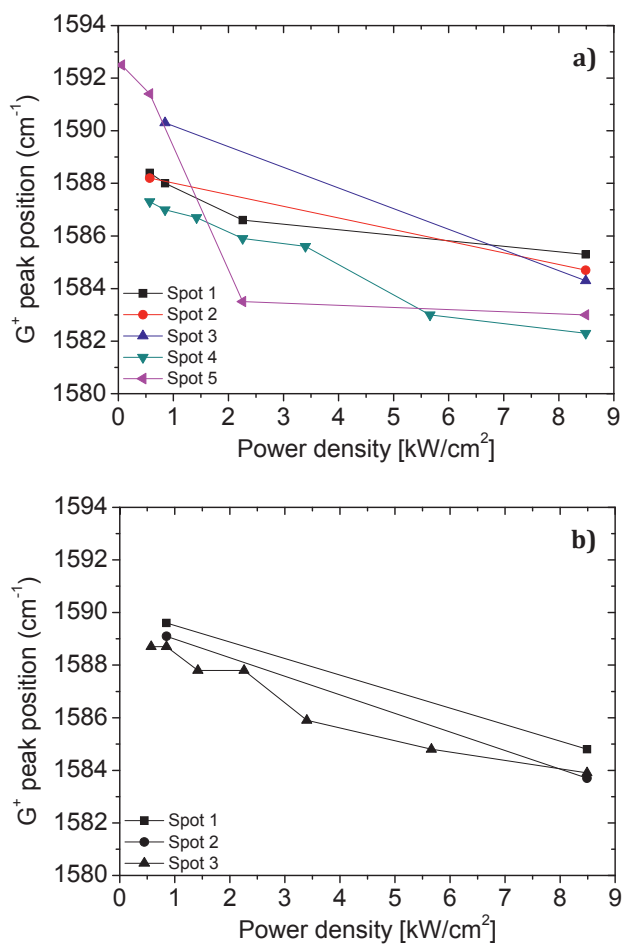 1594
1592
1590
1588
1586
1584
1582
1580
G⁺ peak position (cm⁻¹)
a)
Spot 1
Spot 2
Spot 3
Spot 4
Spot 5
0 1 2 3 4 5 6 7 8 9
Power density [kW/cm²]
1594
1592
1590
1588
1586
1584
1582
1580
G⁺ peak position (cm⁻¹)
b)
Spot 1
Spot 2
Spot 3
0 1 2 3 4 5 6 7 8 9
Power density [kW/cm²]